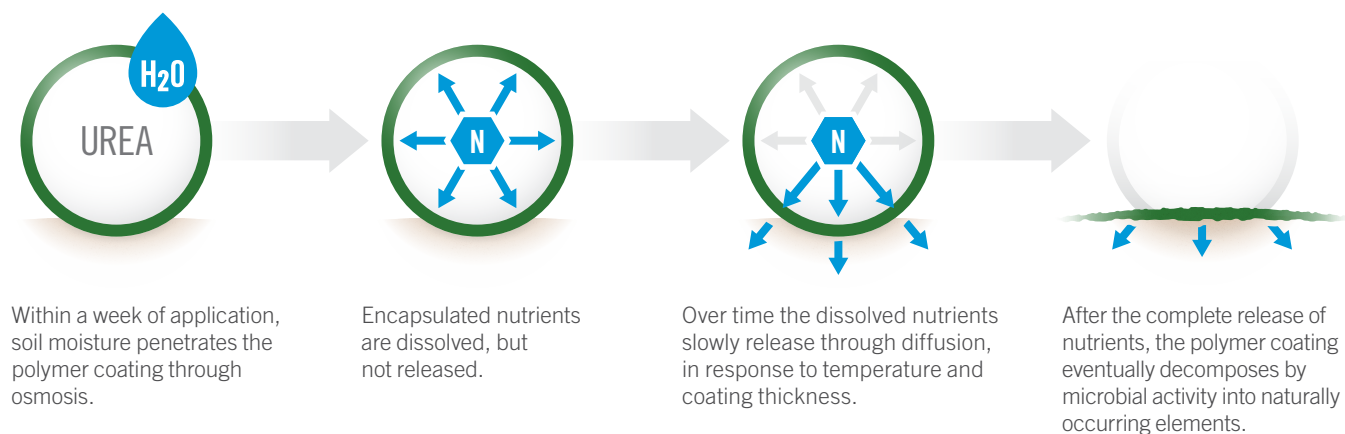 H2O
UREA
N
N
Within a week of application,
soil moisture penetrates the
polymer coating through
osmosis.
Encapsulated nutrients
are dissolved, but
not released.
Over time the dissolved nutrients
slowly release through diffusion,
in response to temperature and
coating thickness.
After the complete release of
nutrients, the polymer coating
eventually decomposes by
microbial activity into naturally
occurring elements.